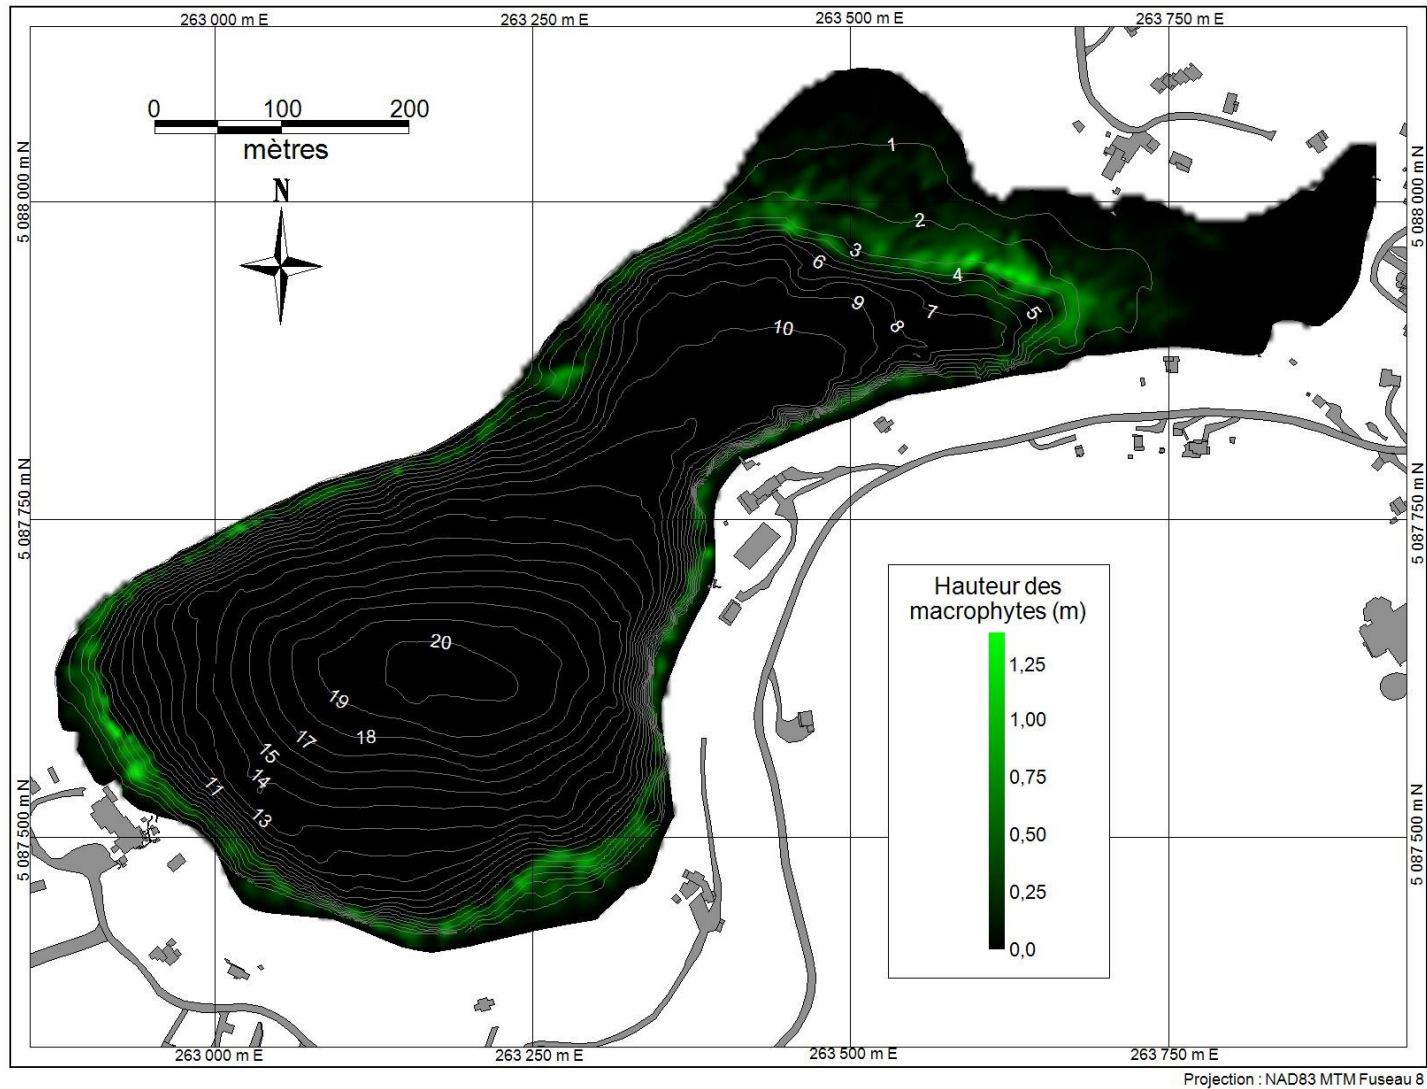 263 000 m E
263 250 m E
263 500 m E
263 750 m E
0 100 200
mètres
N
5 088 000 m N
5 088 000 m N
1
2
3
4
5
6
7
8
9
10
5 087 750 m N
5 087 750 m N
Hauteur des
macrophytes (m)
1,25
1,00
0,75
0,50
0,25
0,0
20
19
18
17
15
14
11
13
5 087 500 m N
5 087 500 m N
263 000 m E
263 250 m E
263 500 m E
263 750 m E
Projection : NAD83 MTM Fuseau 8